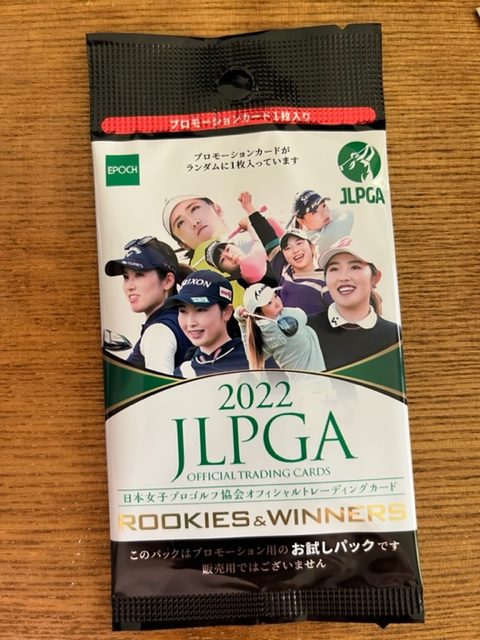 プロモーションカード1枚入り
EPOCH
プロモーションカードが
ランダムに1枚入っています
JLPGA
SRIXON
2022
JLPGA
OFFICIAL TRADING CARDS
日本女子プロゴルフ協会オフィシャルトレーディングカード
ROOKIES & WINNERS
このパックはプロモーション用のお試しパックです
販売用ではございません